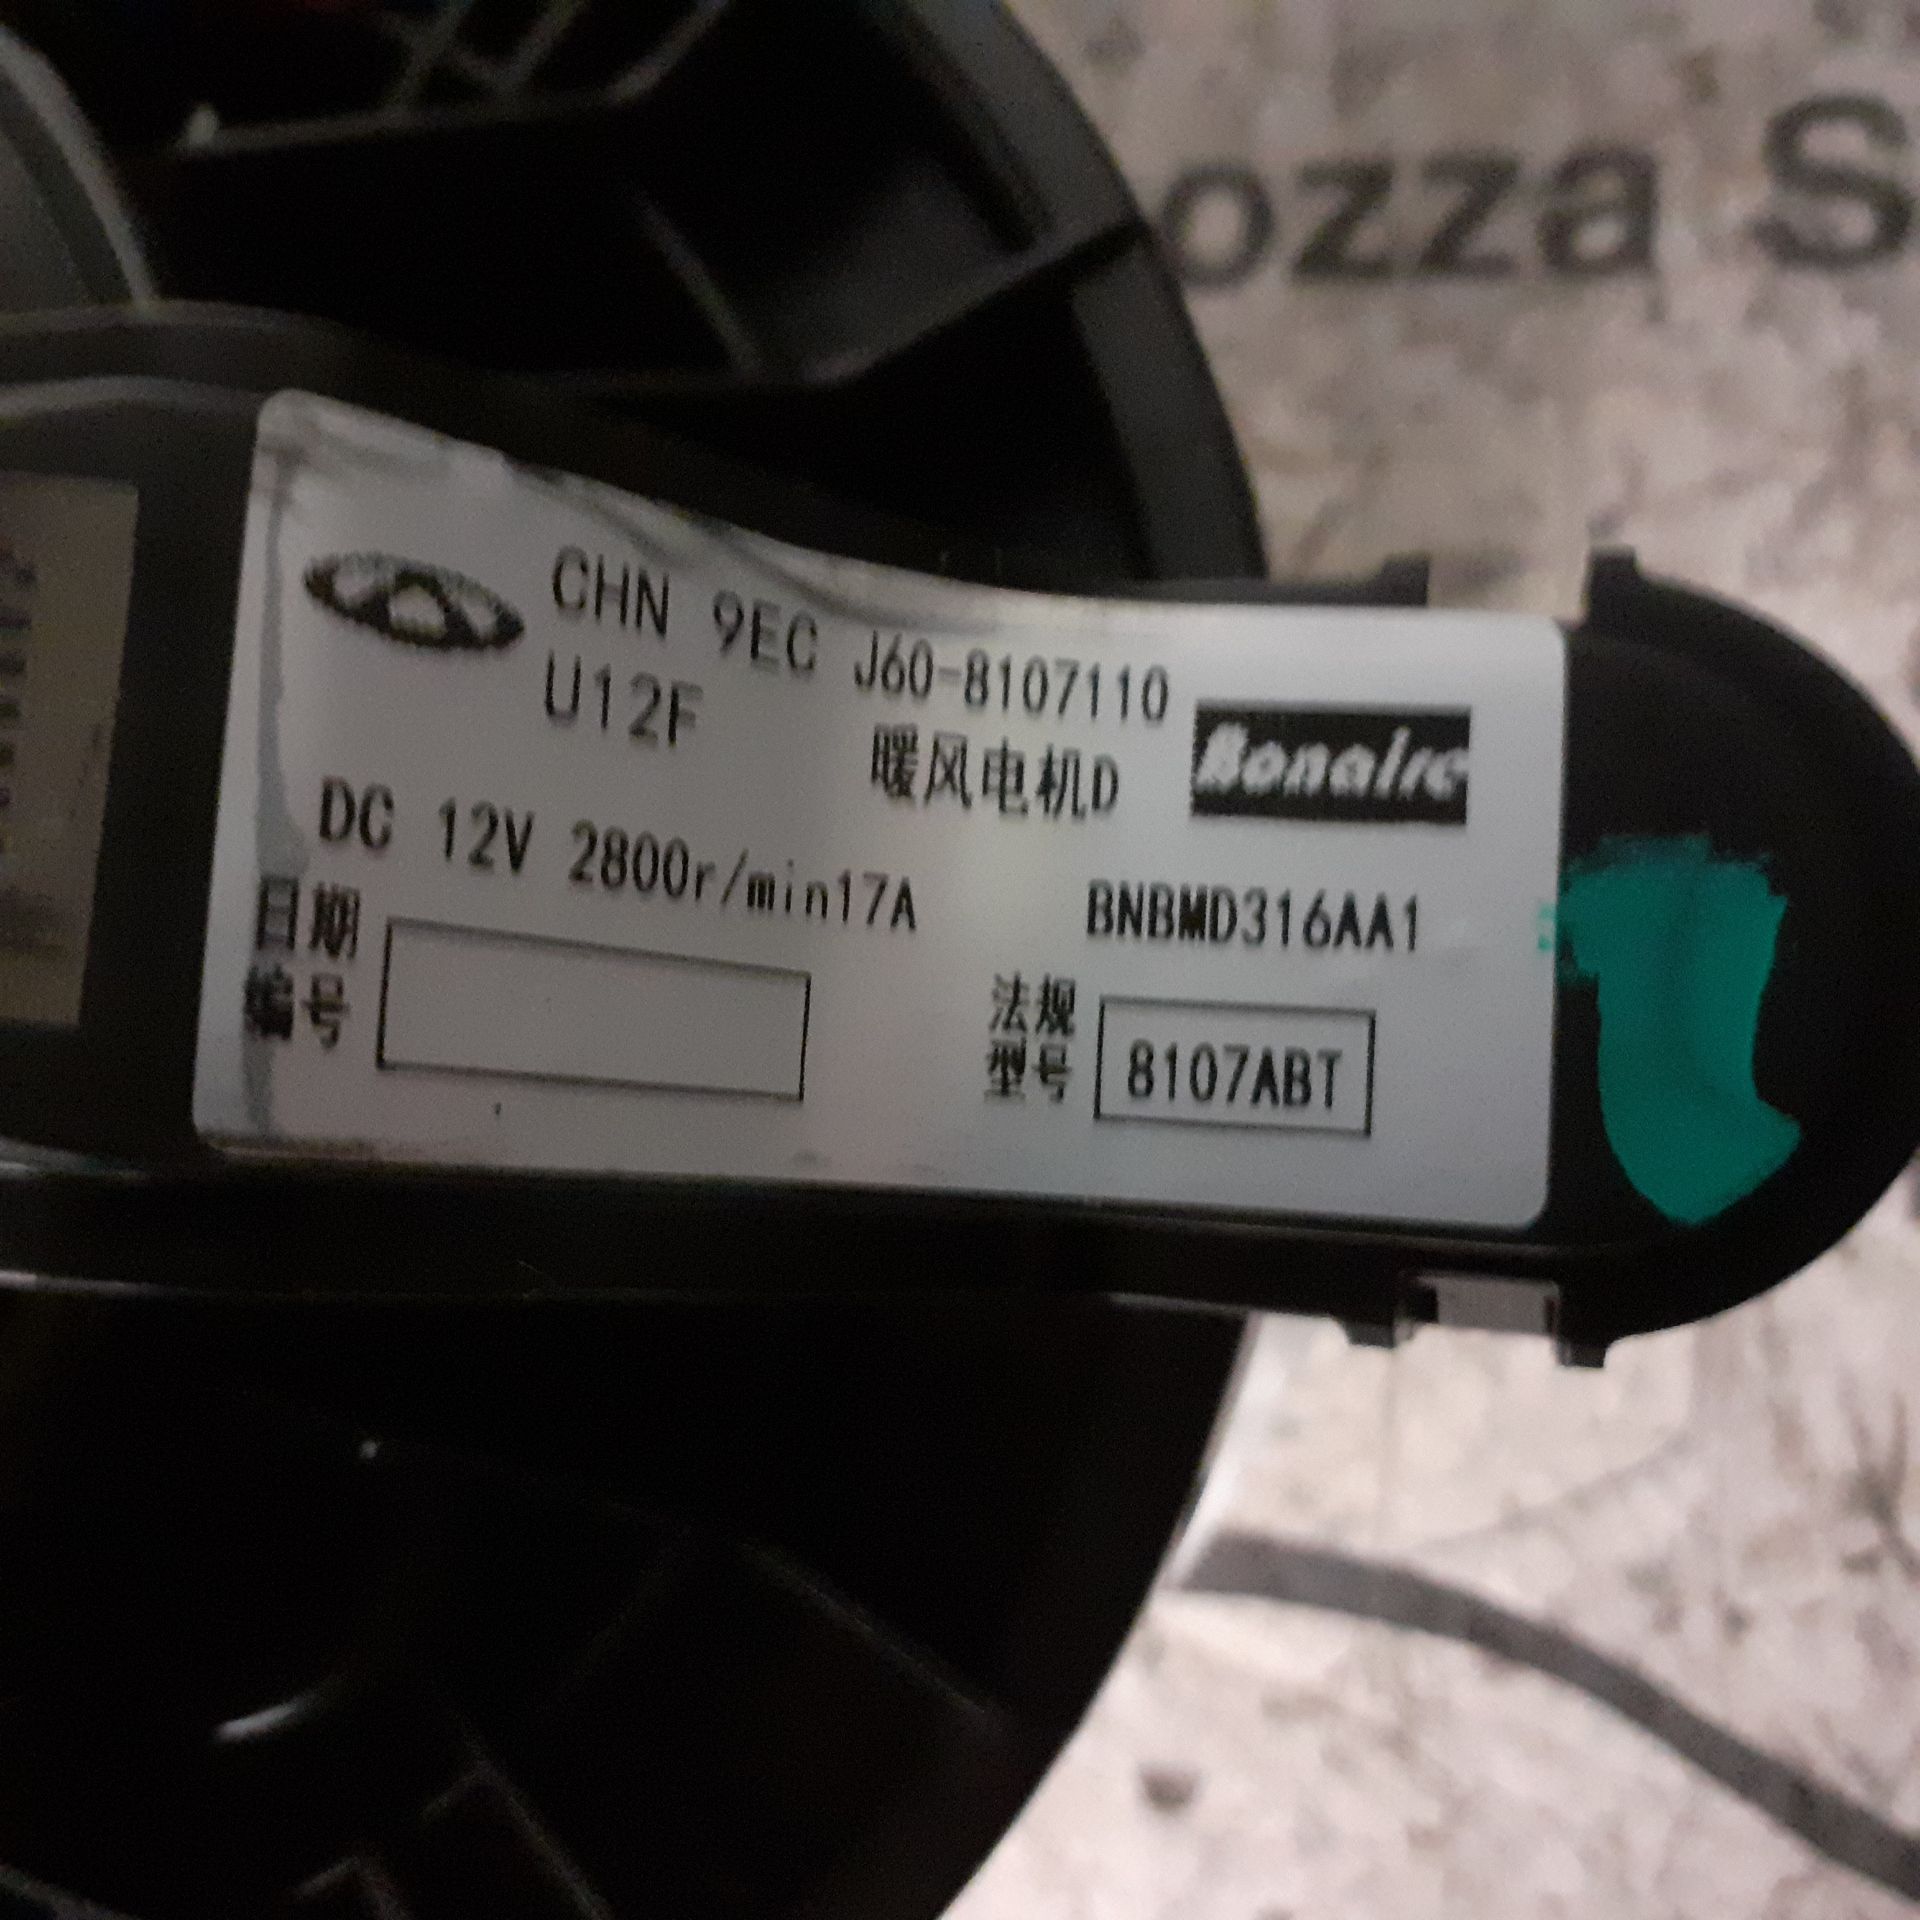 ozza S
CHN 9EC J60-8107110
U12F
暖风电机D
Bonaire
DC 12V 2800r/min17A
BNBMD316AA1
日期
编号
法规
型号
8107ABT